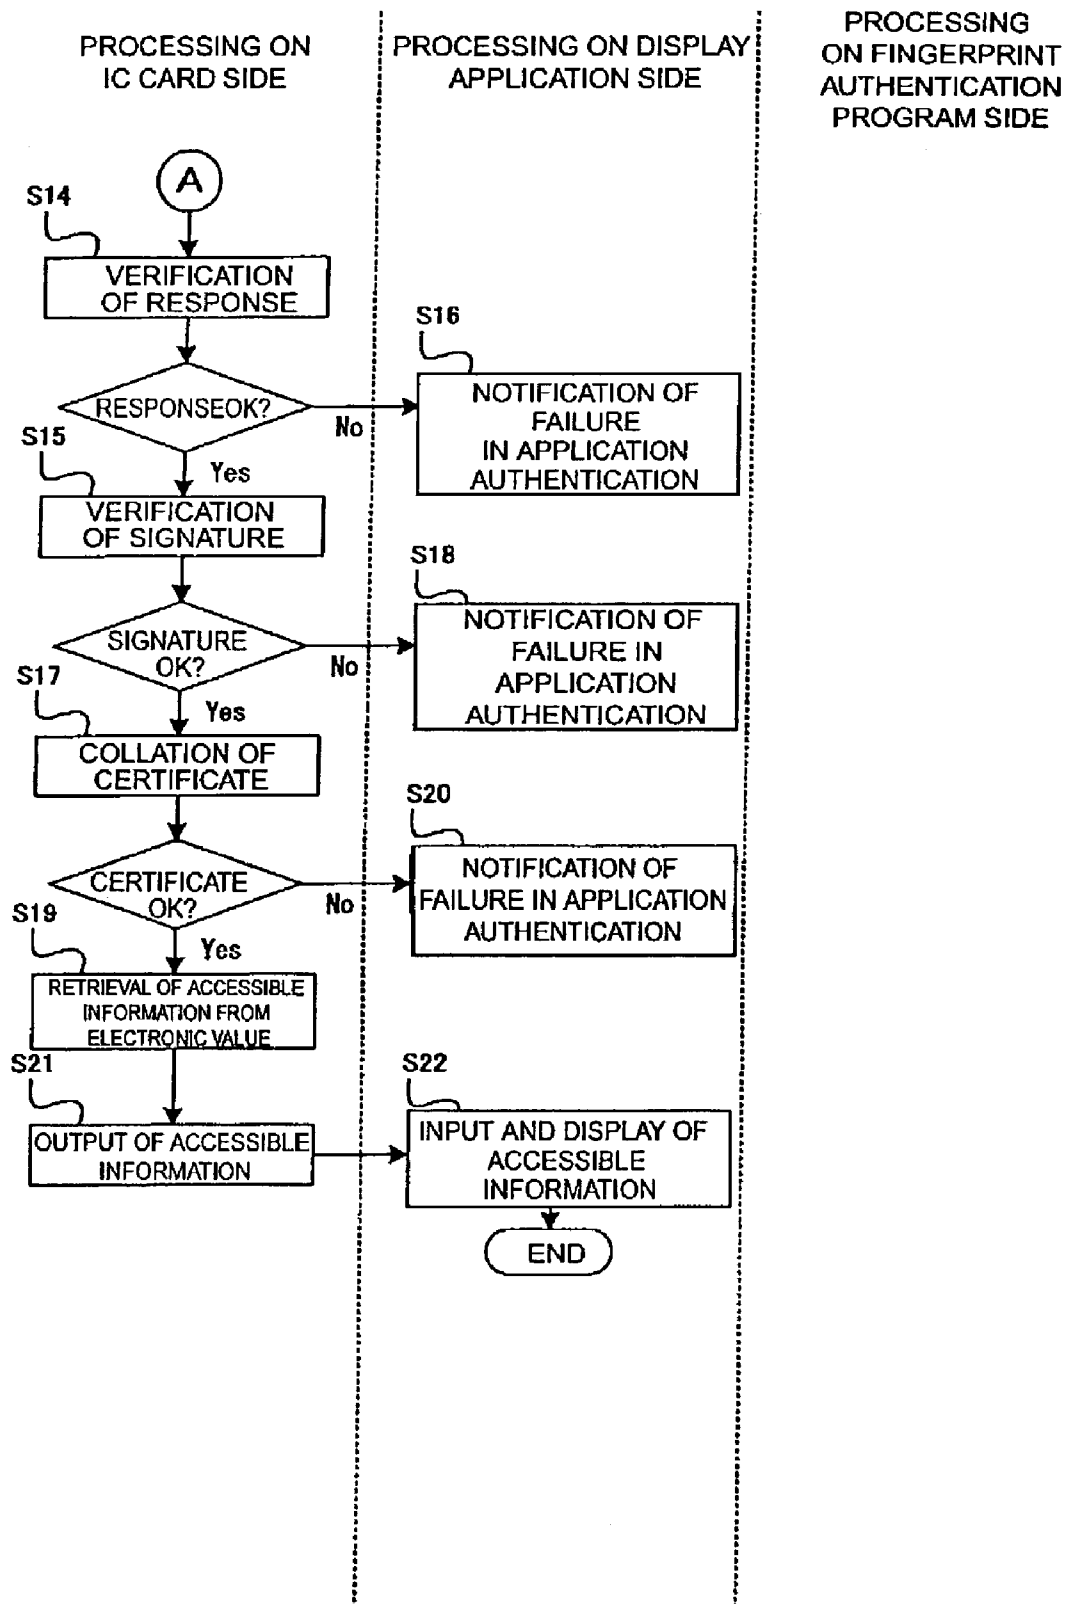 PROCESSING ON
IC CARD SIDE
PROCESSING ON DISPLAY
APPLICATION SIDE
PROCESSING
ON FINGERPRINT
AUTHENTICATION
PROGRAM SIDE
A
S14
VERIFICATION
OF RESPONSE
RESPONSEOK?
No
Yes
S16
NOTIFICATION OF
FAILURE
IN APPLICATION
AUTHENTICATION
S15
VERIFICATION
OF SIGNATURE
SIGNATURE
OK?
No
Yes
S18
NOTIFICATION OF
FAILURE IN
APPLICATION
AUTHENTICATION
S17
COLLATION OF
CERTIFICATE
CERTIFICATE
OK?
No
Yes
S20
NOTIFICATION OF
FAILURE IN APPLICATION
AUTHENTICATION
S19
RETRIEVAL OF ACCESSIBLE
INFORMATION FROM
ELECTRONIC VALUE
S21
OUTPUT OF ACCESSIBLE
INFORMATION
S22
INPUT AND DISPLAY OF
ACCESSIBLE
INFORMATION
END